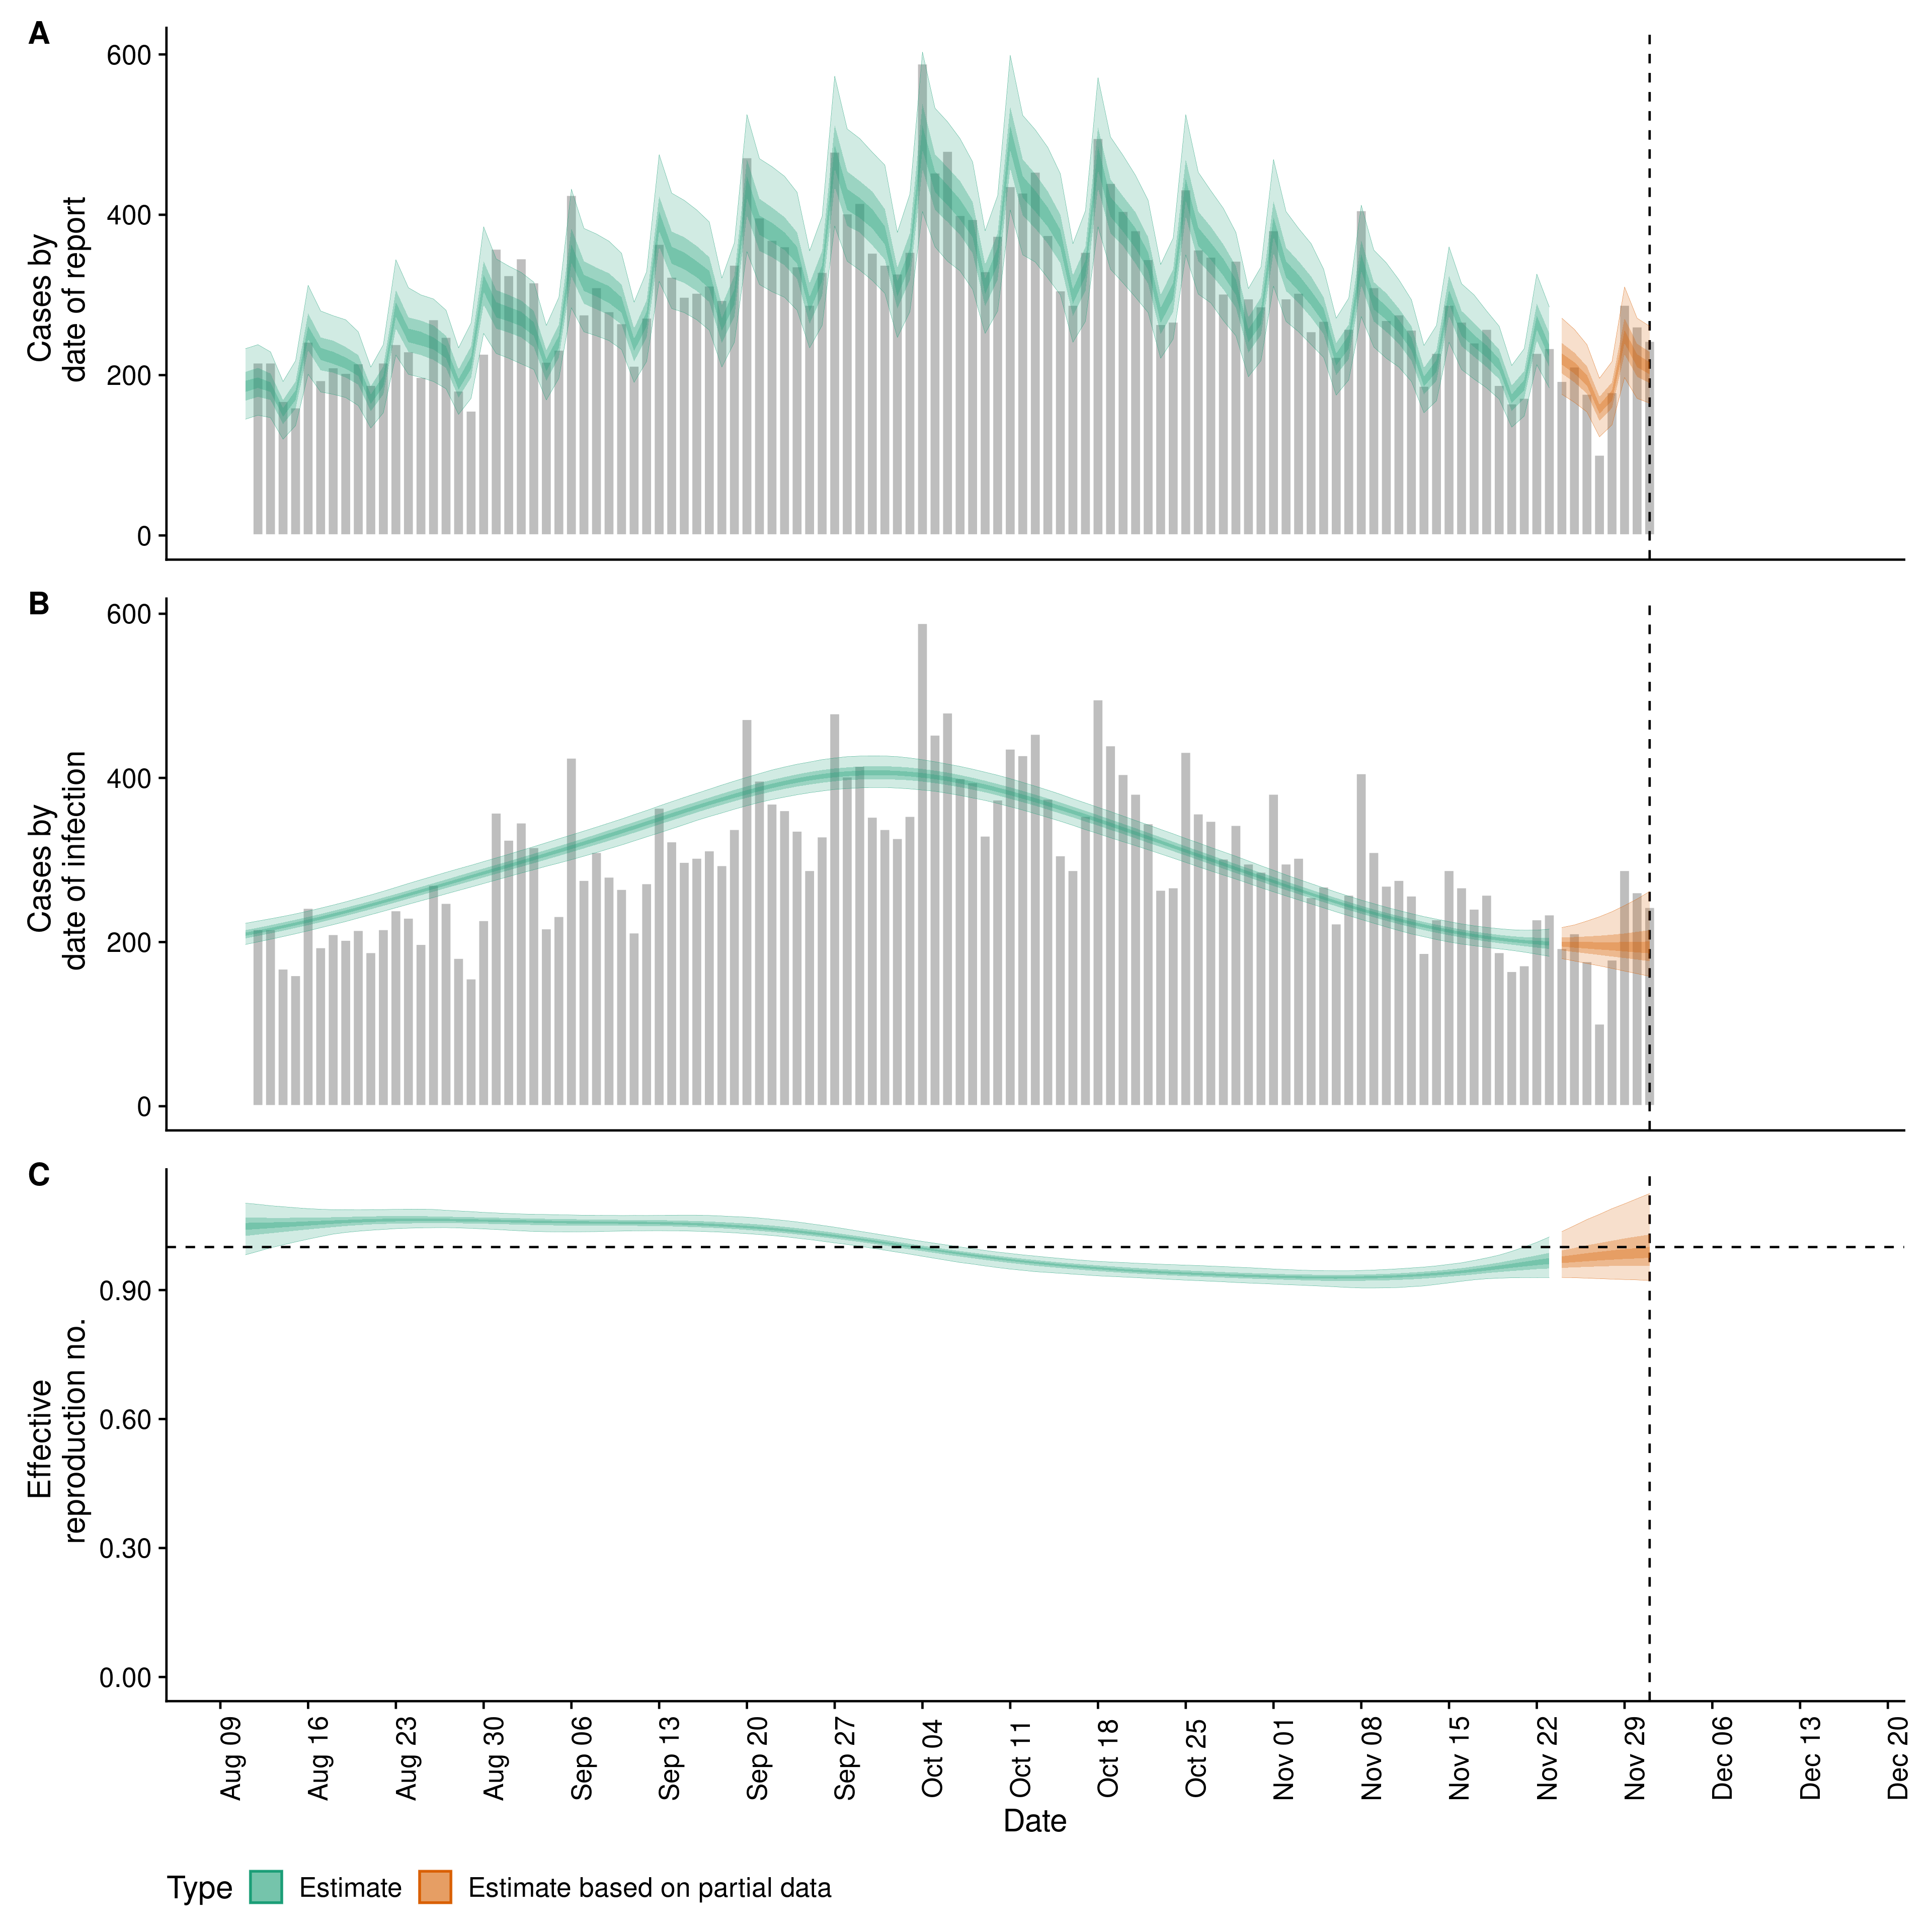 A
600
400
200
0
Cases by
date of report
B
600
400
200
0
Cases by
date of infection
C
0.90
0.60
0.30
0.00
Effective
reproduction no.
Aug 09
Aug 16
Aug 23
Aug 30
Sep 06
Sep 13
Sep 20
Sep 27
Oct 04
Oct 11
Oct 18
Oct 25
Nov 01
Nov 08
Nov 15
Nov 22
Nov 29
Dec 06
Dec 13
Dec 20
Date
Type Estimate Estimate based on partial data